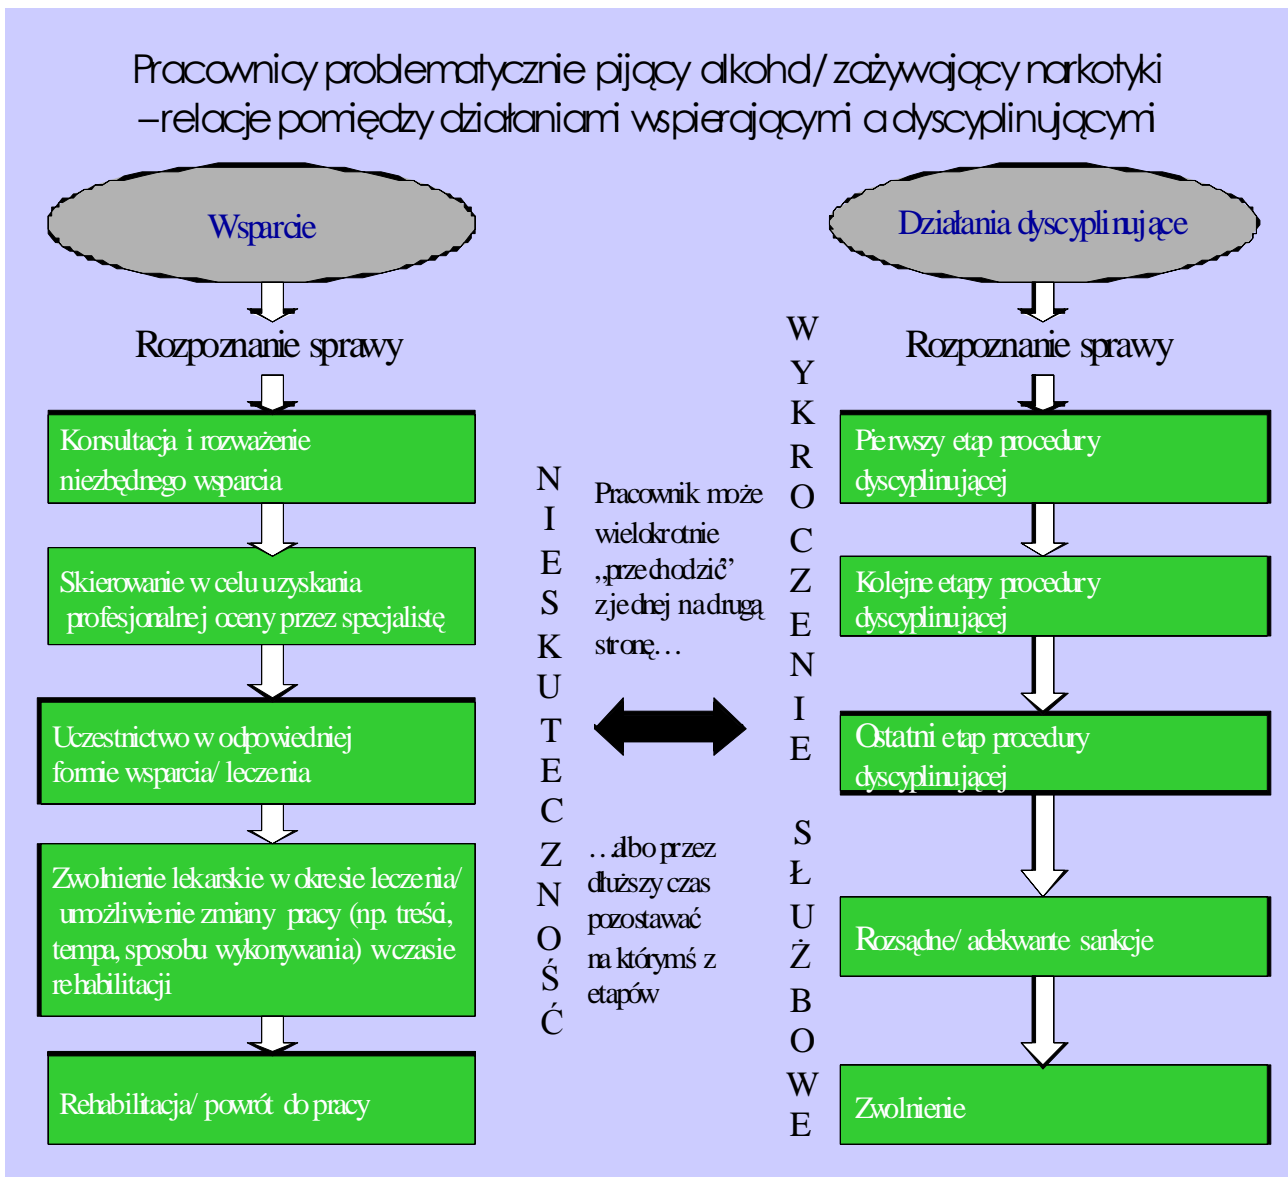 Pracownicy problematycznie pijący alkohol/ zażywający narkotyki
– relacje pomiędzy działaniami wspierającymi a dyscyplinującymi
Wsparcie
Rozpoznanie sprawy
Konsultacja i rozważenie
niezbędnego wsparcia
Skierowanie w celu uzyskania
profesjonalnej oceny przez specjalistę
Uczestnictwo w odpowiedniej
formie wsparcia/ leczenia
Zwolnienie lekarskie w okresie leczenia/
umożliwienie zmiany pracy (np. treści,
tempa, sposobu wykonywania) w czasie
rehabilitacji
Rehabilitacja/ powrót do pracy
NIESKUTECZNOŚĆ
Pracownik może
wielokrotnie
„przechodzić”
z jednej na drugą
stronę…
…albo przez
dłuższy czas
pozostawać
na którymś z
etapów
WYKROCZENIE SŁUŻBOWE
Działania dyscyplinujące
Rozpoznanie sprawy
Pierwszy etap procedury
dyscyplinującej
Kolejne etapy procedury
dyscyplinującej
Ostatni etap procedury
dyscyplinującej
Rozsądne/ adekwante sankcje
Zwolnienie